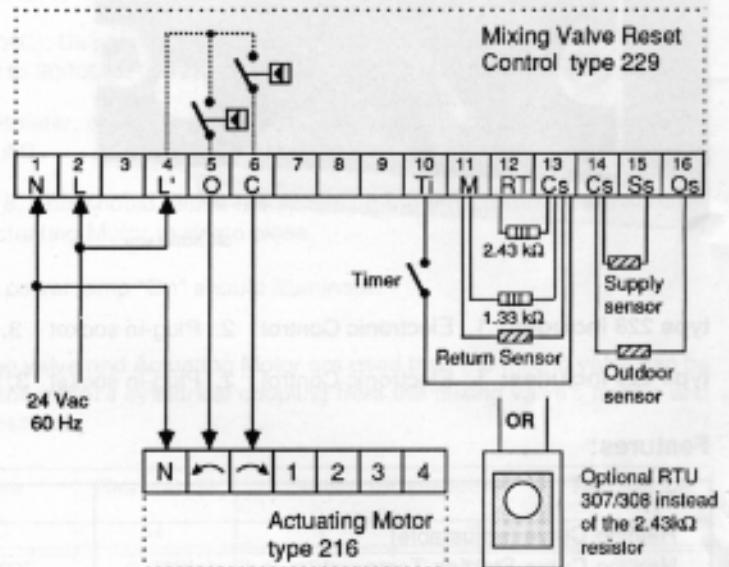 Mixing Valve Reset
Control type 229
1 2 3 4 5 6 7 8 9 10 11 12 13 14 15 16
N L L' O C Ti M RT Cs Cs Ss Os
2.43 kΩ
Timer
1.33 kΩ
Supply
sensor
Return Sensor
Outdoor
sensor
24 Vac
60 Hz
OR
N 1 2 3 4
Actuating Motor
type 216
Optional RTU
307/308 instead
of the 2.43kΩ
resistor